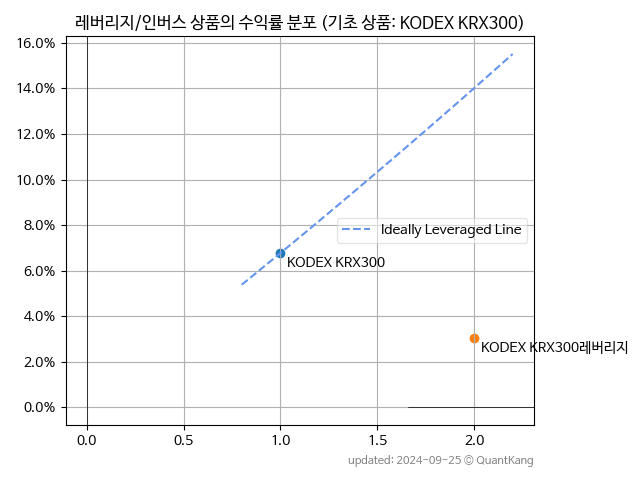 레버리지/인버스 상품의 수익률 분포 (기초 상품: KODEX KRX300)
16.0%
14.0%
12.0%
10.0%
8.0%
6.0%
4.0%
2.0%
0.0%
Ideally Leveraged Line
KODEX KRX300
KODEX KRX300레버리지
0.0 0.5 1.0 1.5 2.0
updated: 2024-09-25 © QuantKang